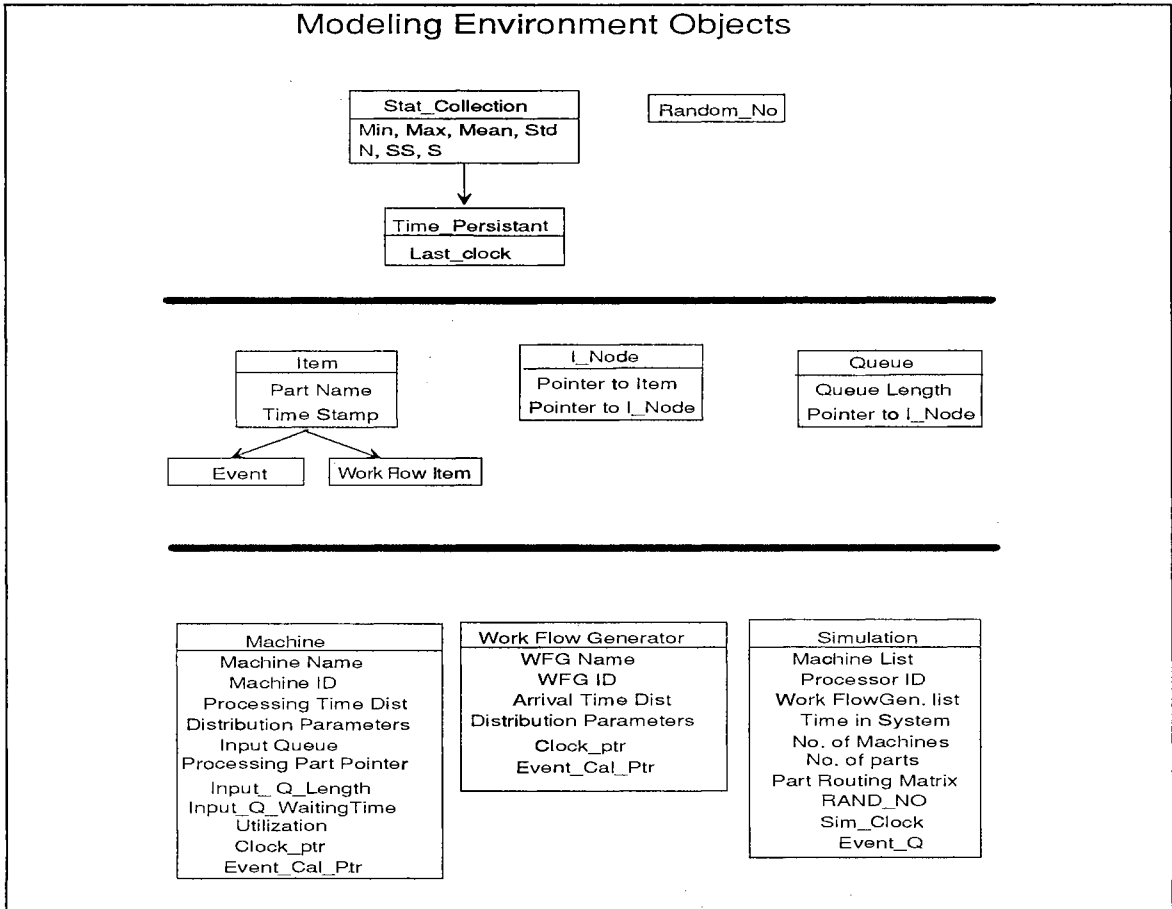 Modeling Environment Objects
Stat_Collection
Min, Max, Mean, Std
N, SS, S
Random_No
Time_Persistant
Last_clock
Item
Part Name
Time Stamp
Event
Work Flow Item
I_Node
Pointer to Item
Pointer to I_Node
Queue
Queue Length
Pointer to I_Node
Machine
Machine Name
Machine ID
Processing Time Dist
Distribution Parameters
Input Queue
Processing Part Pointer
Input_ Q_Length
Input_Q_WaitingTime
Utilization
Clock_ptr
Event_Cal_Ptr
Work Flow Generator
WFG Name
WFG ID
Arrival Time Dist
Distribution Parameters
Clock_ptr
Event_Cal_Ptr
Simulation
Machine List
Processor ID
Work FlowGen. list
Time in System
No. of Machines
No. of parts
Part Routing Matrix
RAND_NO
Sim_Clock
Event_Q